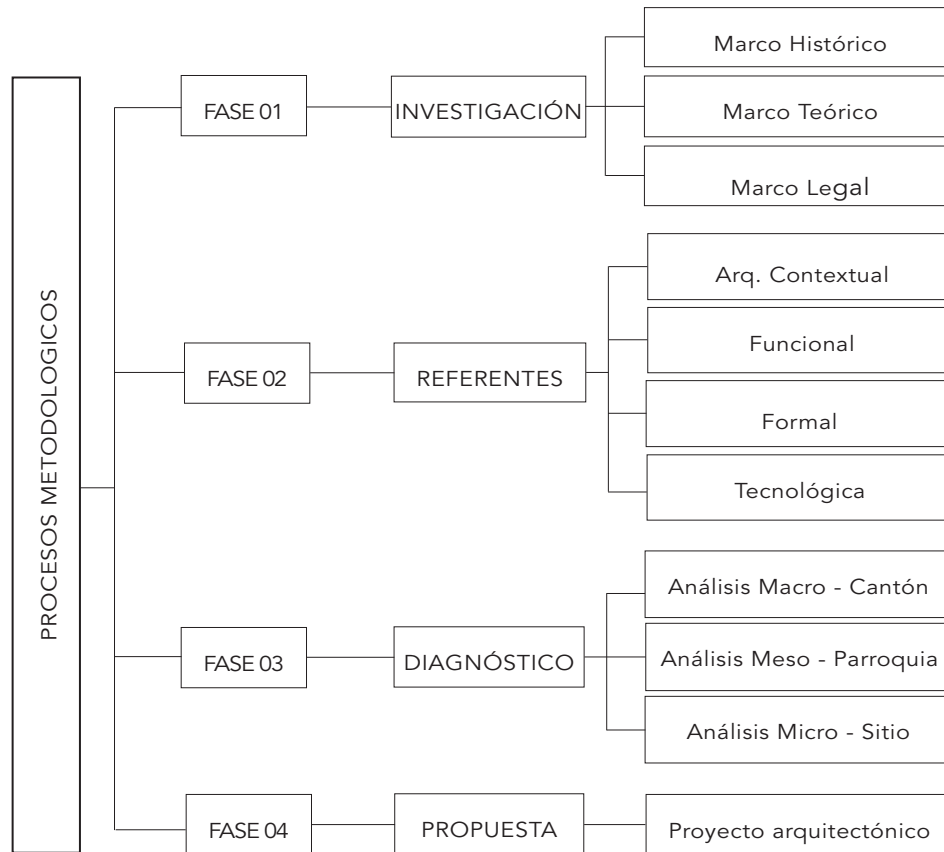 PROCESOS METODOLOGICOS
FASE 01
INVESTIGACIÓN
Marco Histórico
Marco Teórico
Marco Legal
FASE 02
REFERENTES
Arq. Contextual
Funcional
Formal
Tecnológica
FASE 03
DIAGNÓSTICO
Análisis Macro - Cantón
Análisis Meso - Parroquia
Análisis Micro - Sitio
FASE 04
PROPUESTA
Proyecto arquitectónico